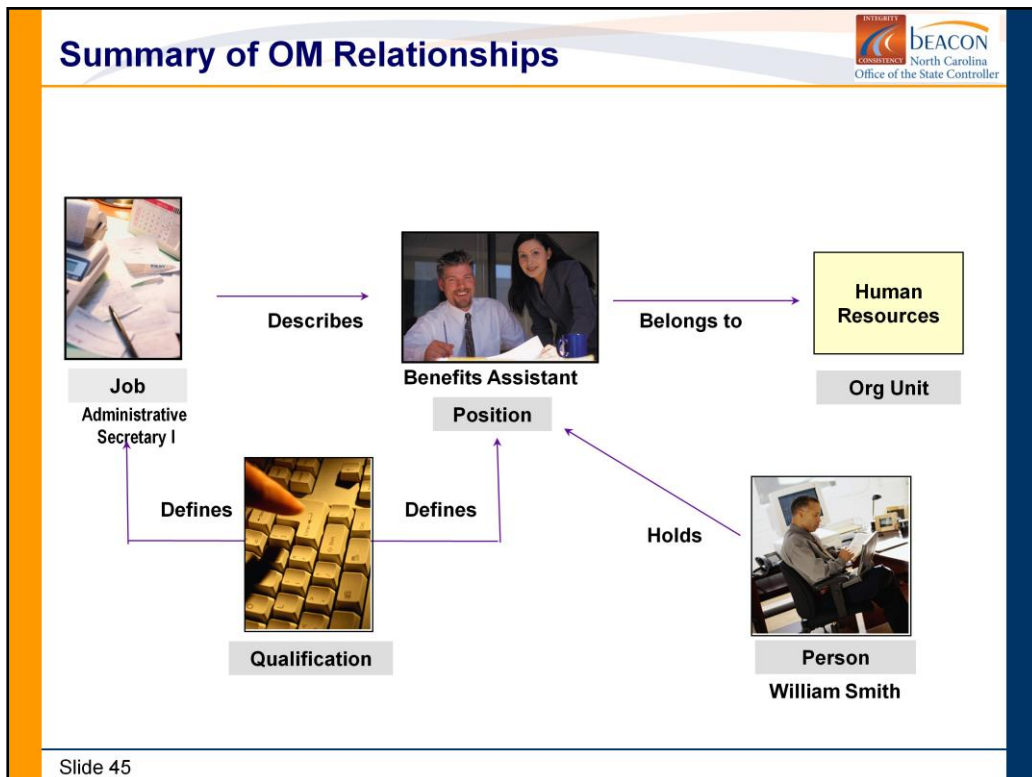 Summary of OM Relationships
INTEGRITY
CONSISTENCY
bEACON
North Carolina
Office of the State Controller
Describes
Belongs to
Human
Resources
Job
Administrative
Secretary I
Benefits Assistant
Position
Org Unit
Defines
Defines
Holds
Qualification
Person
William Smith
Slide 45